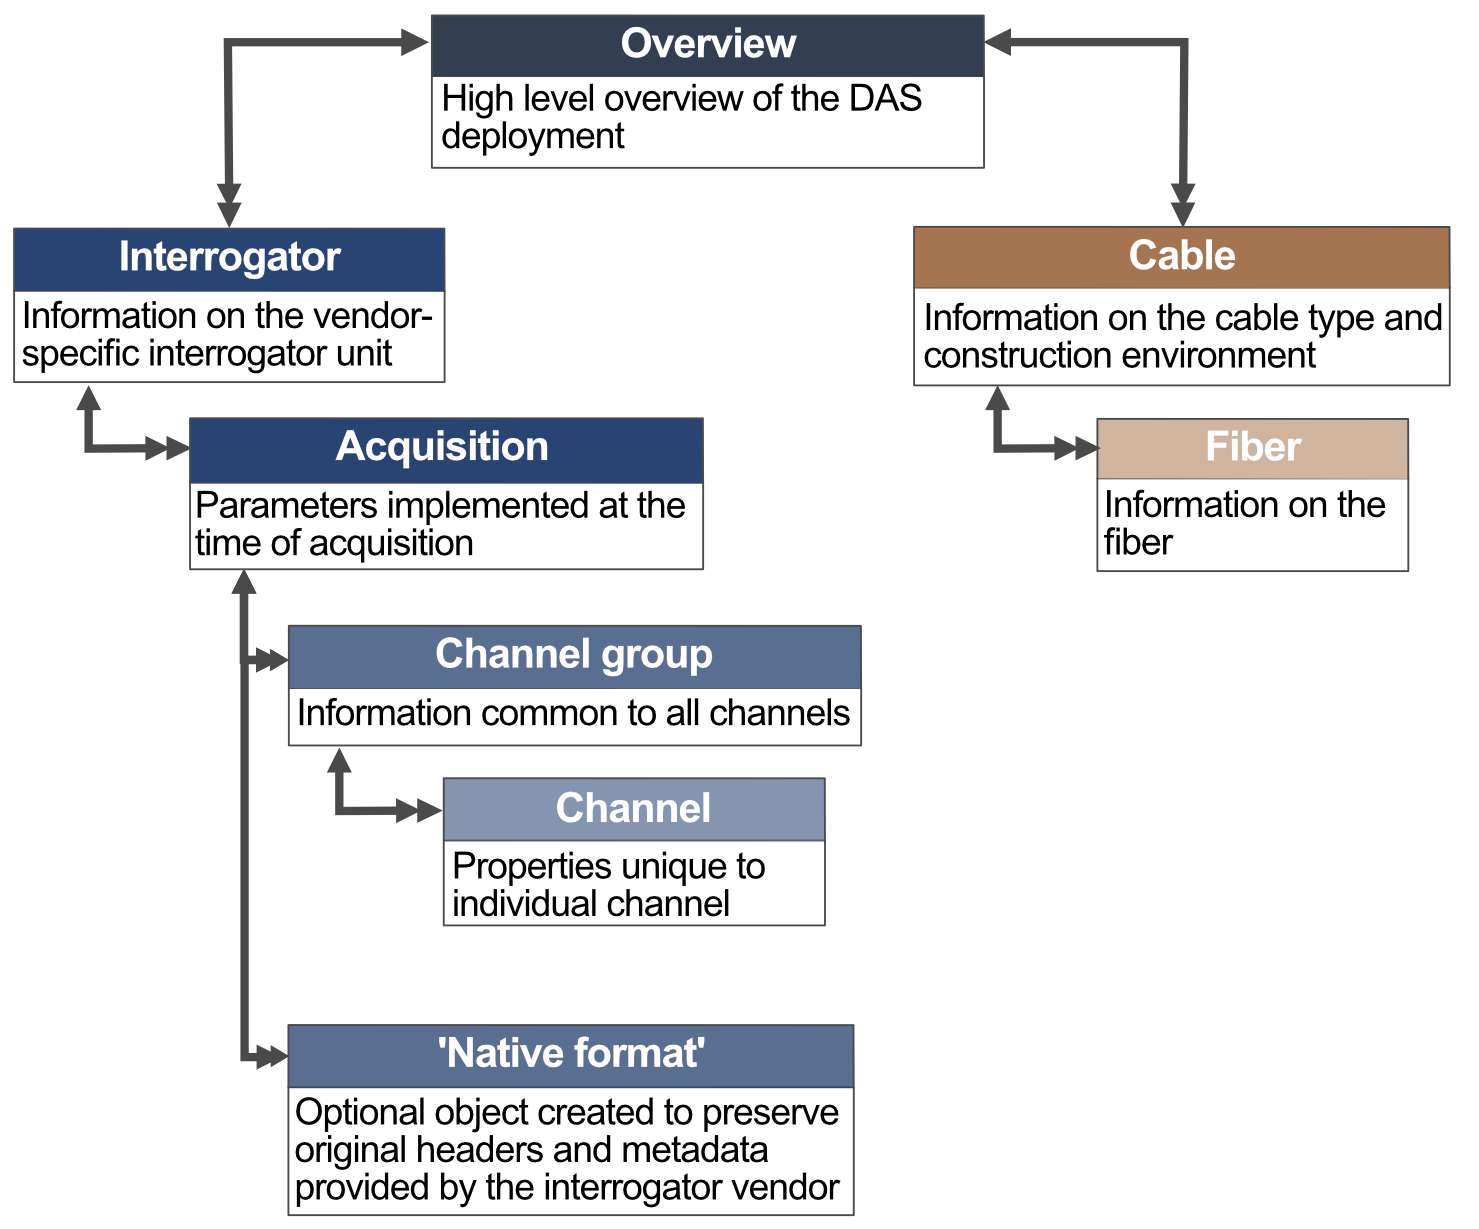 Overview
High level overview of the DAS
deployment
Interrogator
Information on the vendor-
specific interrogator unit
Cable
Information on the cable type and
construction environment
Acquisition
Parameters implemented at the
time of acquisition
Fiber
Information on the
fiber
Channel group
Information common to all channels
Channel
Properties unique to
individual channel
'Native format'
Optional object created to preserve
original headers and metadata
provided by the interrogator vendor